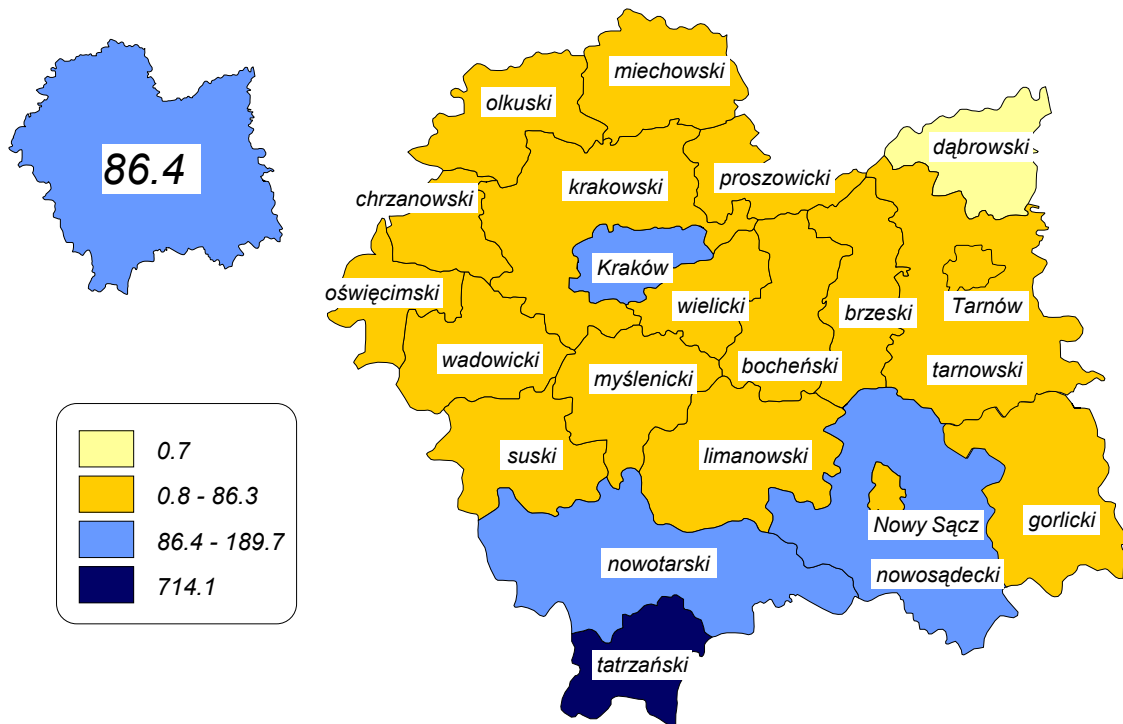 86.4
miechowski
olkuski
dąbrowski
proszowicki
krakowski
chrzanowski
Kraków
oświęcimski
wielicki
brzeski
Tarnów
wadowicki
myślenicki
bocheński
tarnowski
suski
limanowski
Nowy Sącz
gorlicki
nowotarski
nowosądecki
tatrzański
0.7
0.8 - 86.3
86.4 - 189.7
714.1